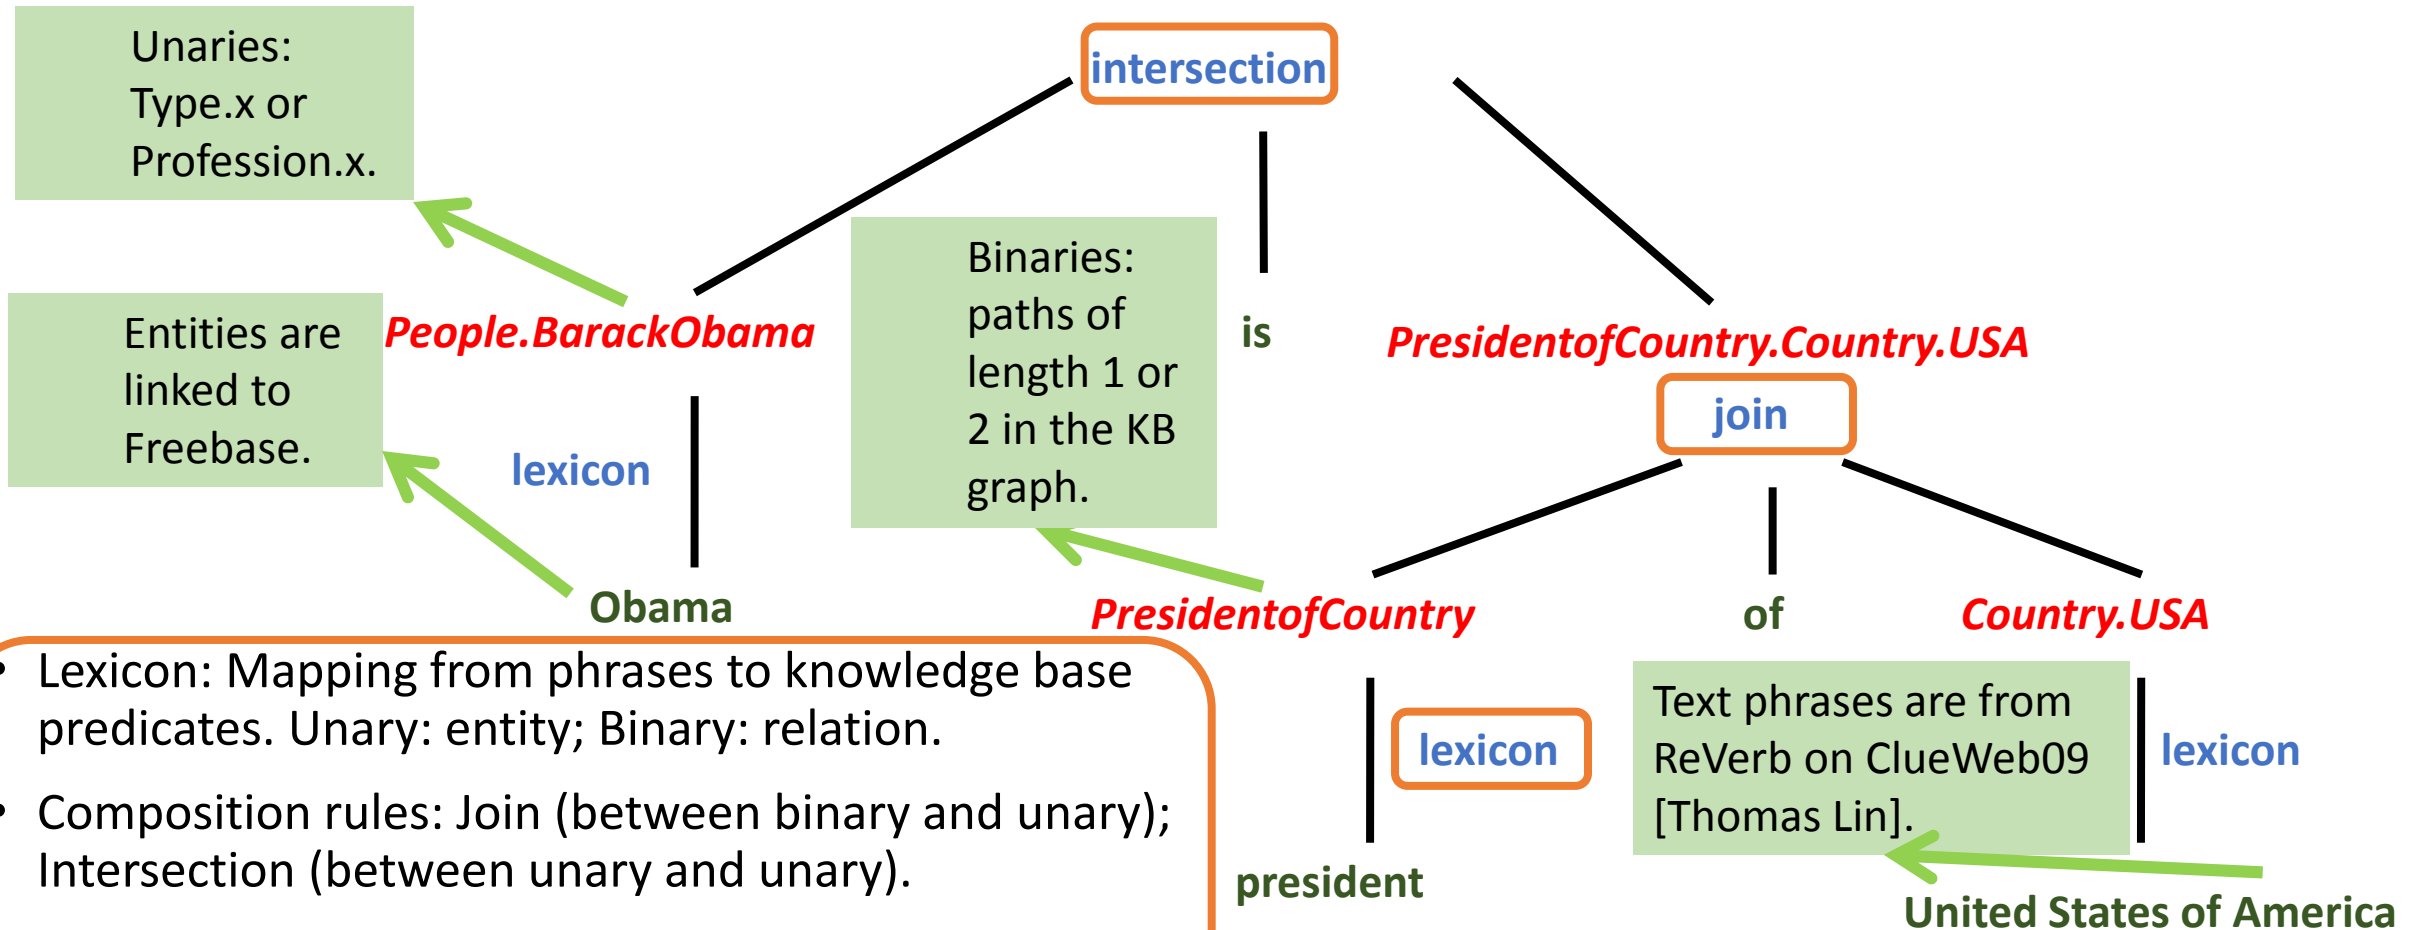 Unaries:
Type.x or
Profession.x.
intersection
Entities are
linked to
Freebase.
People.BarackObama
Binaries:
paths of
length 1 or
2 in the KB
graph.
is
PresidentofCountry.Country.USA
join
lexicon
Obama
PresidentofCountry
of
Country.USA
• Lexicon: Mapping from phrases to knowledge base
predicates. Unary: entity; Binary: relation.
• Composition rules: Join (between binary and unary);
Intersection (between unary and unary).
lexicon
Text phrases are from
ReVerb on ClueWeb09
[Thomas Lin].
lexicon
president
United States of America